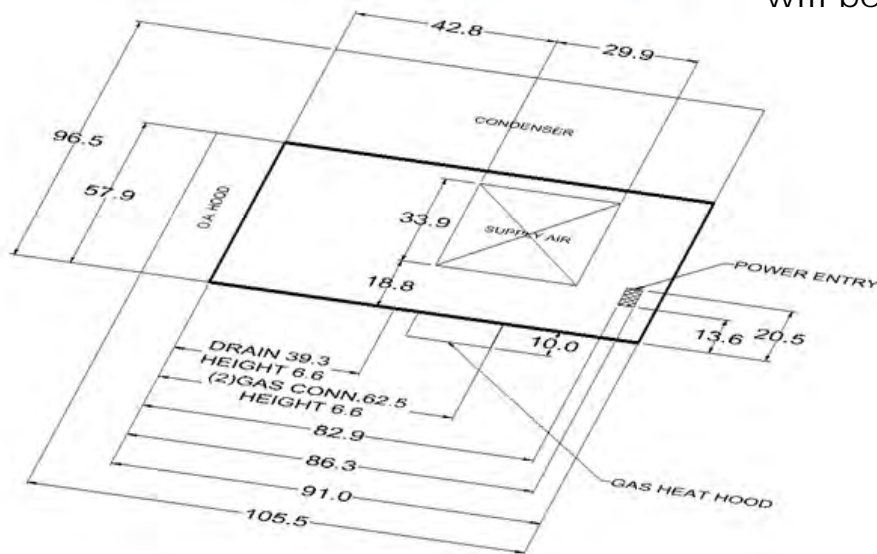 will be
42.8
29.9
CONDENSER
96.5
57.9
O.A HOOD
33.9
SUPPLY AIR
18.8
POWER ENTRY
13.6
20.5
10.0
DRAIN 39.3
HEIGHT 6.6
(2)GAS CONN.62.5
HEIGHT 6.6
82.9
86.3
91.0
105.5
GAS HEAT HOOD